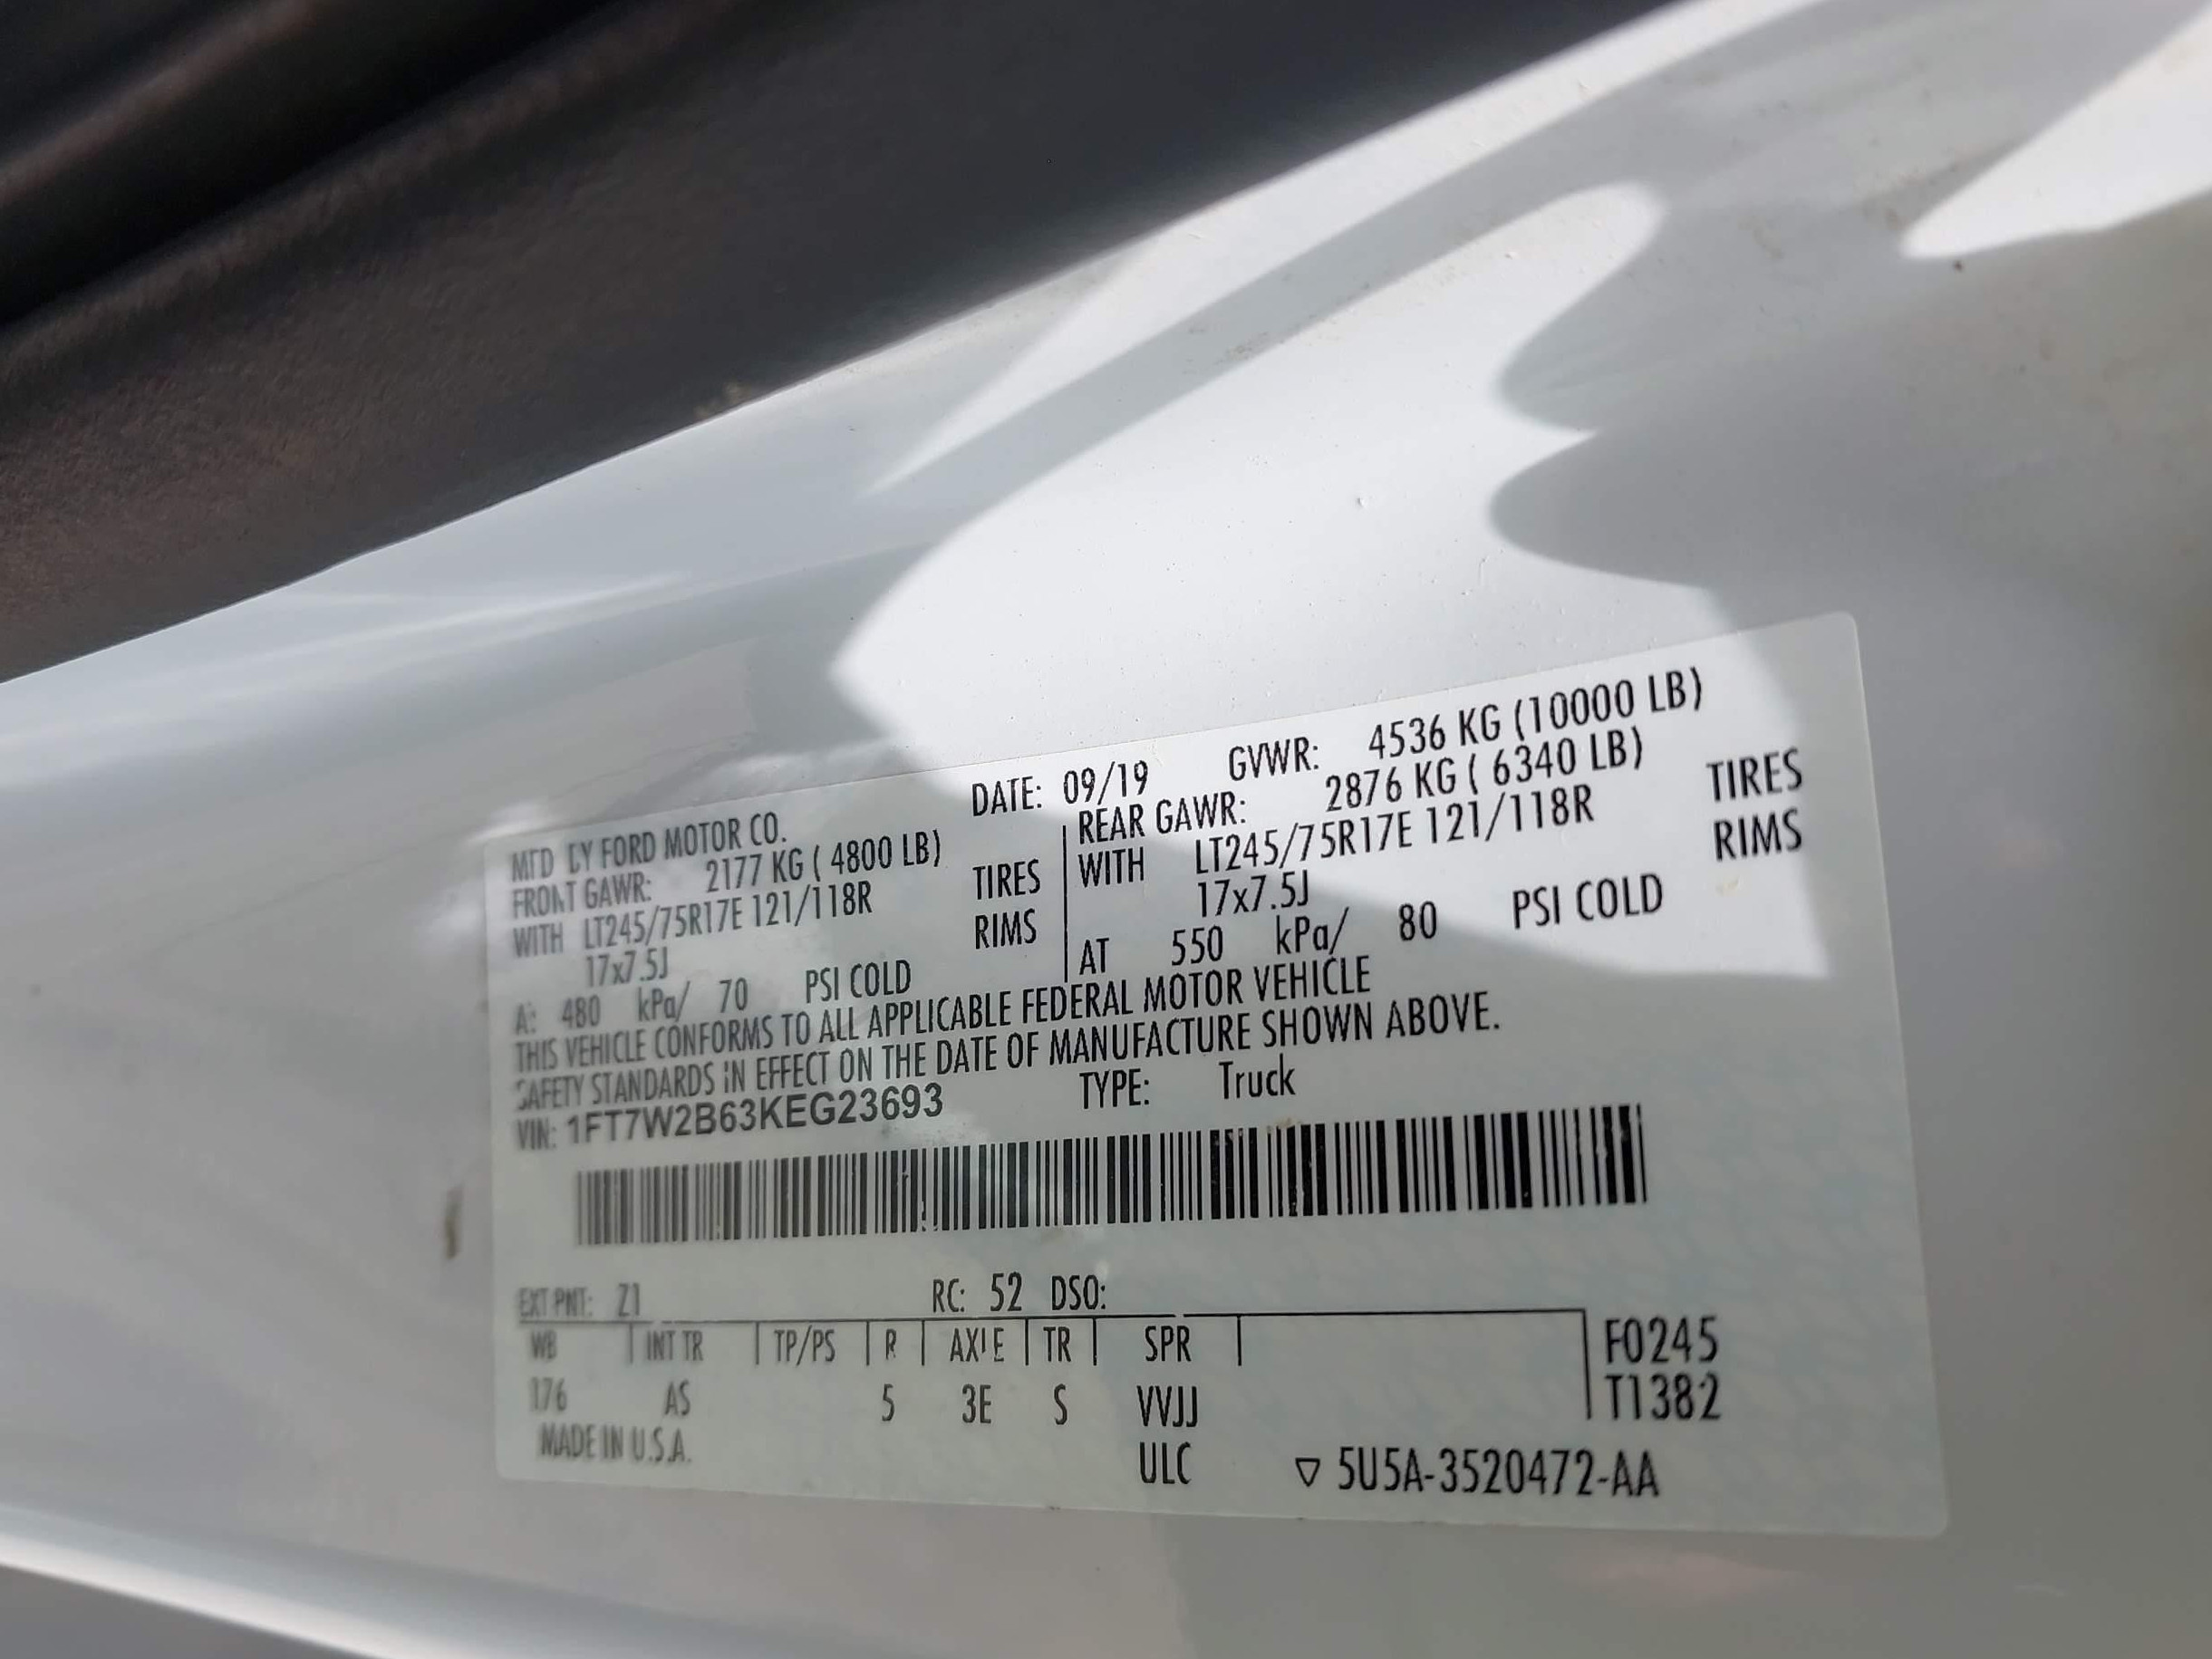 MFD BY FORD MOTOR CO. DATE: 09/19 GVWR: 4536 KG (10000 LB)
FRONT GAWR: 2177 KG ( 4800 LB) REAR GAWR: 2876 KG ( 6340 LB)
WITH LT245/75R17E 121/118R TIRES WITH LT245/75R17E 121/118R TIRES
17x7.5J RIMS 17x7.5J RIMS
AT 480 kPa/ 70 PSI COLD AT 550 kPa/ 80 PSI COLD
THIS VEHICLE CONFORMS TO ALL APPLICABLE FEDERAL MOTOR VEHICLE
SAFETY STANDARDS IN EFFECT ON THE DATE OF MANUFACTURE SHOWN ABOVE.
VIN: 1FT7W2B63KEG23693 TYPE: Truck
EXT PNT: Z1 RC: 52 DSO:
WB INT TR TP/PS R AXLE TR SPR F0245
176 AS 5 3E S VVJJ T1382
MADE IN U.S.A. ULC ▽ 5U5A-3520472-AA